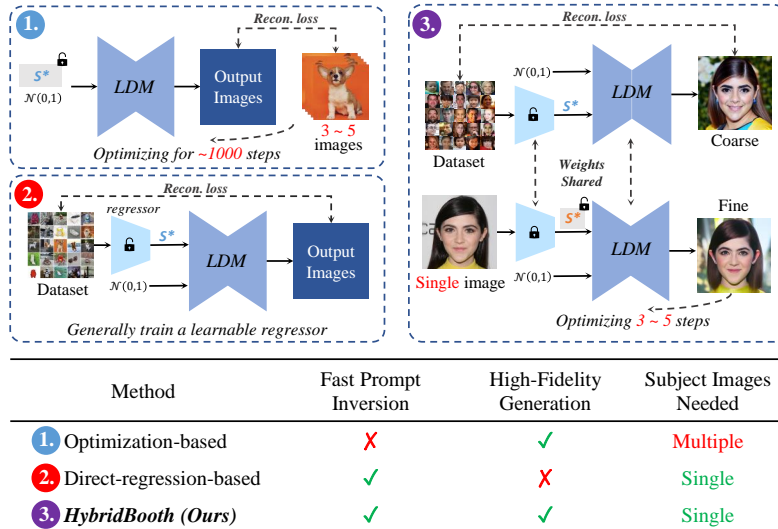 1.
Recon. loss
S*
N(0,1)
LDM
Output
Images
3 ~ 5
images
Optimizing for ~1000 steps
2.
Recon. loss
regressor
S*
LDM
Output
Images
Dataset
N(0,1)
Generally train a learnable regressor
3.
Recon. loss
N(0,1)
S*
LDM
Dataset
Coarse
Weights
Shared
Fine
S*
LDM
Single image
N(0,1)
Optimizing 3 ~ 5 steps
Method
Fast Prompt
Inversion
High-Fidelity
Generation
Subject Images
Needed
1. Optimization-based ✗ ✓ Multiple
2. Direct-regression-based ✓ ✗ Single
3. HybridBooth (Ours) ✓ ✓ Single